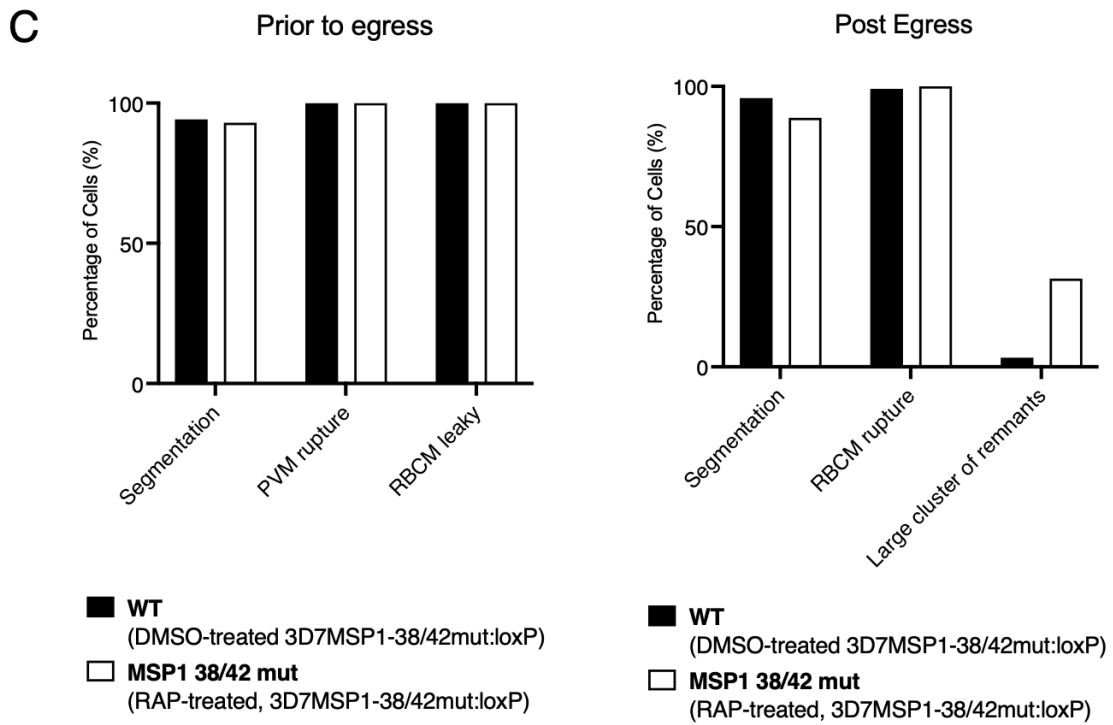 C
Prior to egress
Percentage of Cells (%)
100
50
0
Segmentation
PVM rupture
RBCM leaky
WT
(DMSO-treated 3D7MSP1-38/42mut:loxP)
MSP1 38/42 mut
(RAP-treated, 3D7MSP1-38/42mut:loxP)
Post Egress
Percentage of Cells (%)
100
50
0
Segmentation
RBCM rupture
Large cluster of remnants
WT
(DMSO-treated 3D7MSP1-38/42mut:loxP)
MSP1 38/42 mut
(RAP-treated, 3D7MSP1-38/42mut:loxP)